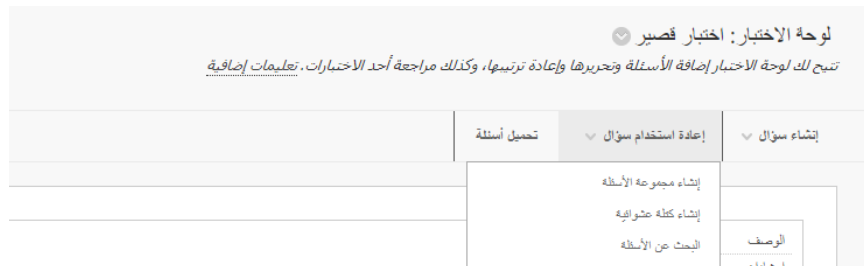 لوحة الاختبار: اختبار قصير
تتيح لك لوحة الاختبار إضافة الأسئلة وتحريرها وإعادة ترتيبها، وكذلك مراجعة أحد الاختبارات. تعليمات إضافية
إنشاء سؤال إعادة استخدام سؤال تحميل أسئلة
إنشاء مجموعة الأسئلة
إنشاء كتلة عشوائية
البحث عن الأسئلة
الوصف